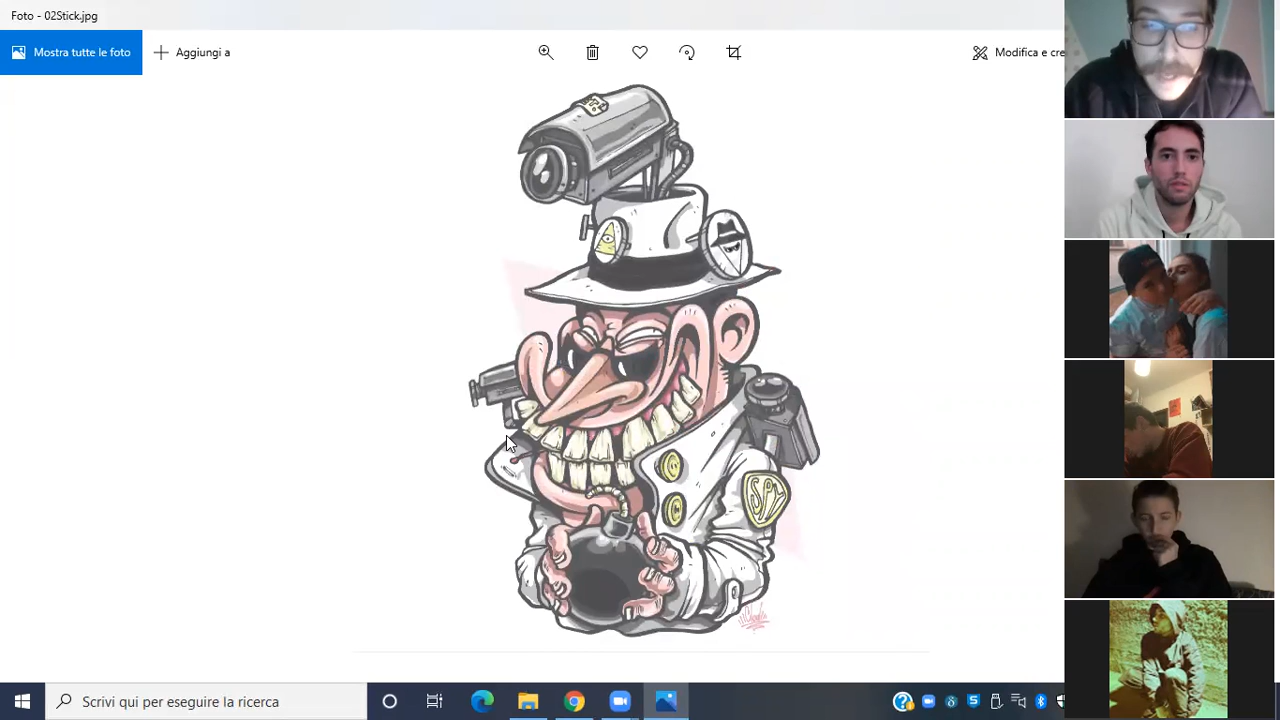 Foto - 02Stick.jpg
Mostra tutte le foto
Aggiungi a
Modifica e cre
SPY
Scrivi qui per eseguire la ricerca